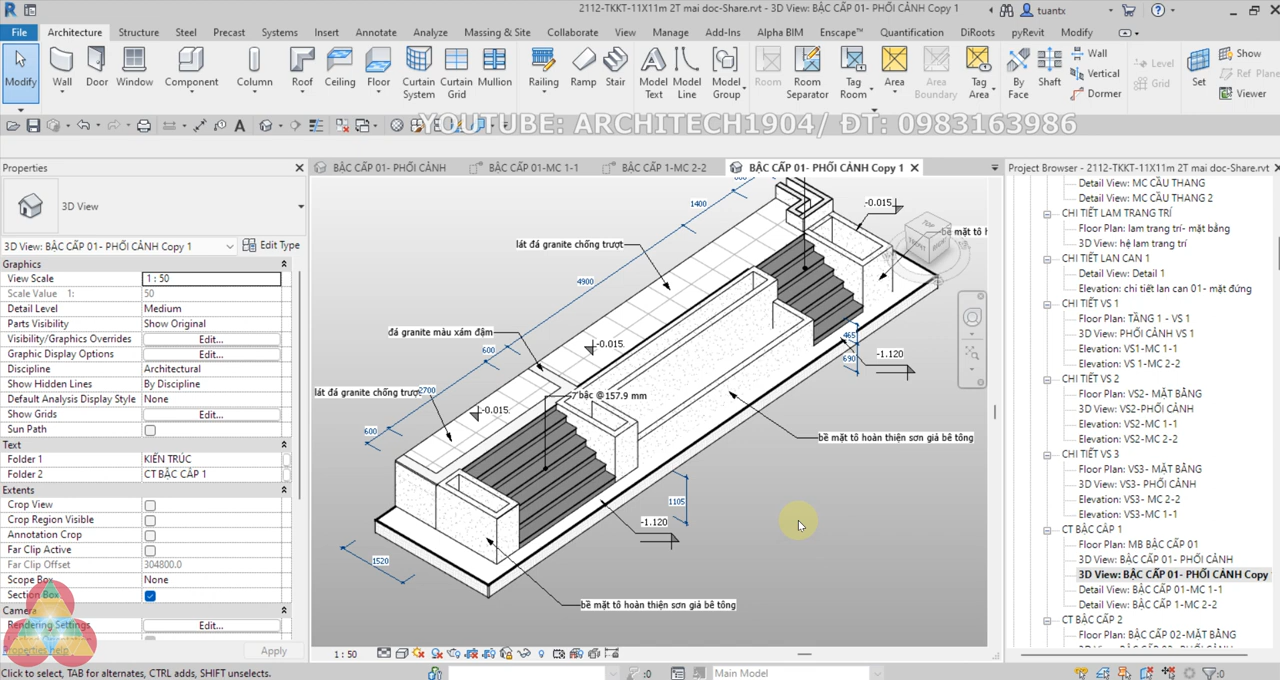 2112-TKKT-11X11m 2T mai doc-Share.rvt - 3D View: BẬC CẤP 01- PHỐI CẢNH Copy 1
tuantx
File Architecture Structure Steel Precast Systems Insert Annotate Analyze Massing & Site Collaborate View Manage Add-Ins Alpha BIM Enscape™ Quantification DiRoots pyRevit Modify
Modify Wall Door Window Component Column Roof Ceiling Floor Curtain System Curtain Grid Mullion Railing Ramp Stair Model Text Model Line Model Group Room Room Separator Tag Room Area Area Boundary Tag Area By Face Shaft Wall Vertical Dormer Level Grid Set Show Ref Plane Viewer
YOUTUBE: ARCHITECH1904/ ĐT: 0983163986
Properties
3D View
3D View: BẬC CẤP 01- PHỐI CẢNH Copy 1
Edit Type
Graphics
View Scale 1 : 50
Scale Value 1: 50
Detail Level Medium
Parts Visibility Show Original
Visibility/Graphics Overrides Edit...
Graphic Display Options Edit...
Discipline Architectural
Show Hidden Lines By Discipline
Default Analysis Display Style None
Show Grids Edit...
Sun Path
Text
Folder 1 KIẾN TRÚC
Folder 2 CT BẬC CẤP 1
Extents
Crop View
Crop Region Visible
Annotation Crop
Far Clip Active
Far Clip Offset 304800.0
Scope Box None
Section Box
Camera
Rendering Settings Edit...
Properties help
Apply
BẬC CẤP 01- PHỐI CẢNH
BẬC CẤP 01-MC 1-1
BẬC CẤP 1-MC 2-2
BẬC CẤP 01- PHỐI CẢNH Copy 1
1400
-0.015
lát đá granite chống trượt
bề mặt tô h
4900
đá granite màu xám đậm
-0.015
465
690
-1.120
600
lát đá granite chống trượt
2700
7 bậc @157.9 mm
-0.015
600
bề mặt tô hoàn thiện sơn giả bê tông
1105
-1.120
1520
bề mặt tô hoàn thiện sơn giả bê tông
TOP
1 : 50
Project Browser - 2112-TKKT-11X11m 2T mai doc-Share.rvt
Detail View: MC CẦU THANG
Detail View: MC CẦU THANG 2
CHI TIẾT LAM TRANG TRÍ
Floor Plan: lam trang trí- mặt bằng
3D View: hệ lam trang trí
CHI TIẾT LAN CAN 1
Detail View: Detail 1
Elevation: chi tiết lan can 01- mặt đứng
CHI TIẾT VS 1
Floor Plan: TẦNG 1 - VS 1
3D View: PHỐI CẢNH VS 1
Elevation: VS1-MC 1-1
Elevation: VS1-MC 2-2
CHI TIẾT VS 2
Floor Plan: VS2- MẶT BẰNG
3D View: VS2-PHỐI CẢNH
Elevation: VS2-MC 1-1
Elevation: VS2-MC 2-2
CHI TIẾT VS 3
Floor Plan: VS3- MẶT BẰNG
3D View: VS3- PHỐI CẢNH
Elevation: VS3- MC 2-2
Elevation: VS3-MC 1-1
CT BẬC CẤP 1
Floor Plan: MB BẬC CẤP 01
3D View: BẬC CẤP 01- PHỐI CẢNH
3D View: BẬC CẤP 01- PHỐI CẢNH Copy
Detail View: BẬC CẤP 01-MC 1-1
Detail View: BẬC CẤP 1-MC 2-2
CT BẬC CẤP 2
Floor Plan: BẬC CẤP 02-MẶT BẰNG
Click to select, TAB for alternates, CTRL adds, SHIFT unselects.
:0
Main Model
:0